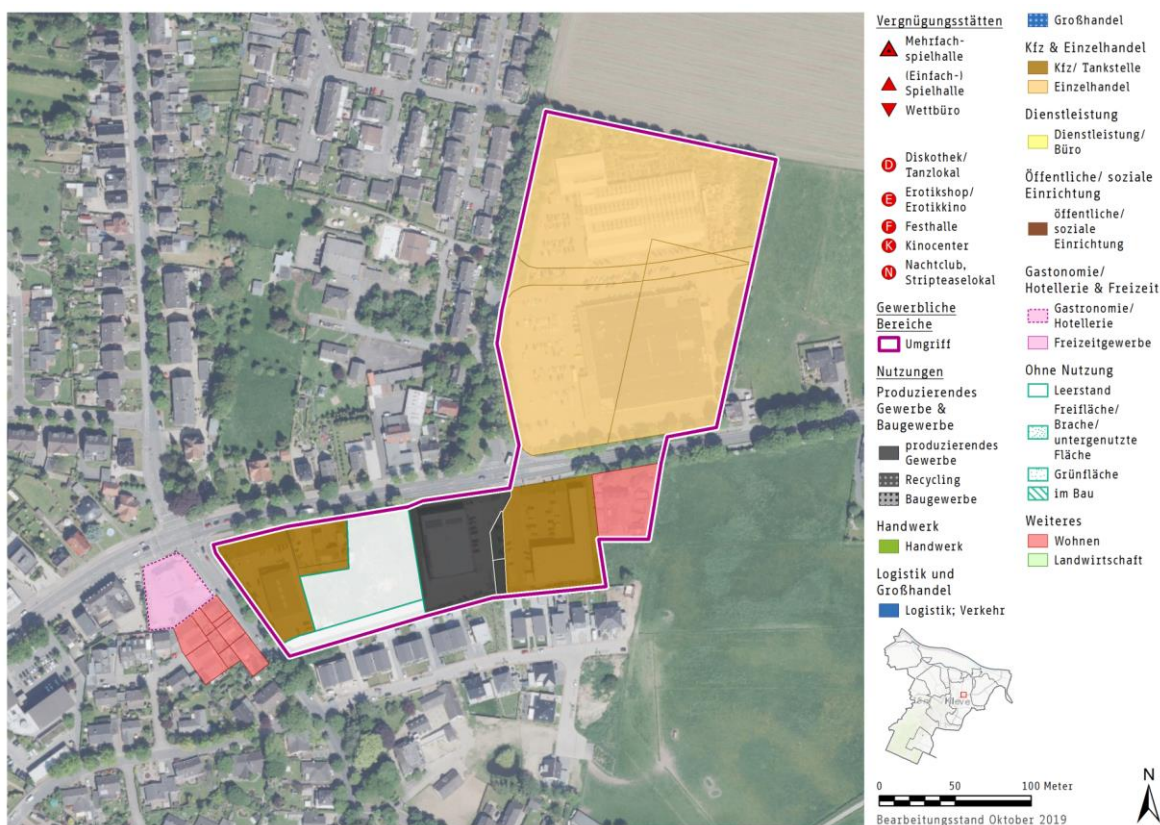 Vergnügungsstätten
Mehrfach-
spielhalle
(Einfach-)
Spielhalle
Wettbüro
D
Diskothek/
Tanzlokal
E
Erotikshop/
Erotikkino
F
Festhalle
K
Kinocenter
N
Nachtclub,
Stripteaselokal
Gewerbliche
Bereiche
Umgriff
Nutzungen
Produzierendes
Gewerbe &
Baugewerbe
produzierendes
Gewerbe
Recycling
Baugewerbe
Handwerk
Handwerk
Logistik und
Großhandel
Logistik; Verkehr
Großhandel
Kfz & Einzelhandel
Kfz/ Tankstelle
Einzelhandel
Dienstleistung
Dienstleistung/
Büro
Öffentliche/ soziale
Einrichtung
öffentliche/
soziale
Einrichtung
Gastonomie/
Hotellerie & Freizeit
Gastronomie/
Hotellerie
Freizeitgewerbe
Ohne Nutzung
Leerstand
Freifläche/
Brache/
untergenutzte
Fläche
Grünfläche
im Bau
Weiteres
Wohnen
Landwirtschaft
0 50 100 Meter
N
Bearbeitungsstand Oktober 2019